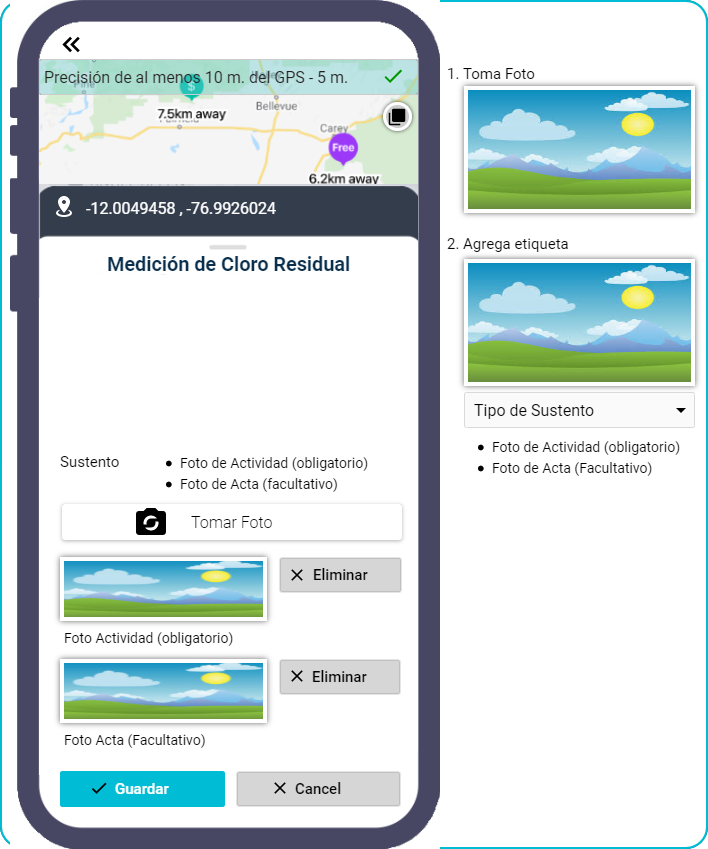 Precisión de al menos 10 m. del GPS - 5 m.
$
7.5km away
Bellevue
Carey
Free
6.2km away
-12.0049458 , -76.9926024
Medición de Cloro Residual
Sustento
• Foto de Actividad (obligatorio)
• Foto de Acta (facultativo)
Tomar Foto
Eliminar
Foto Actividad (obligatorio)
Eliminar
Foto Acta (Facultativo)
Guardar
Cancel
1. Toma Foto
2. Agrega etiqueta
Tipo de Sustento
• Foto de Actividad (obligatorio)
• Foto de Acta (Facultativo)